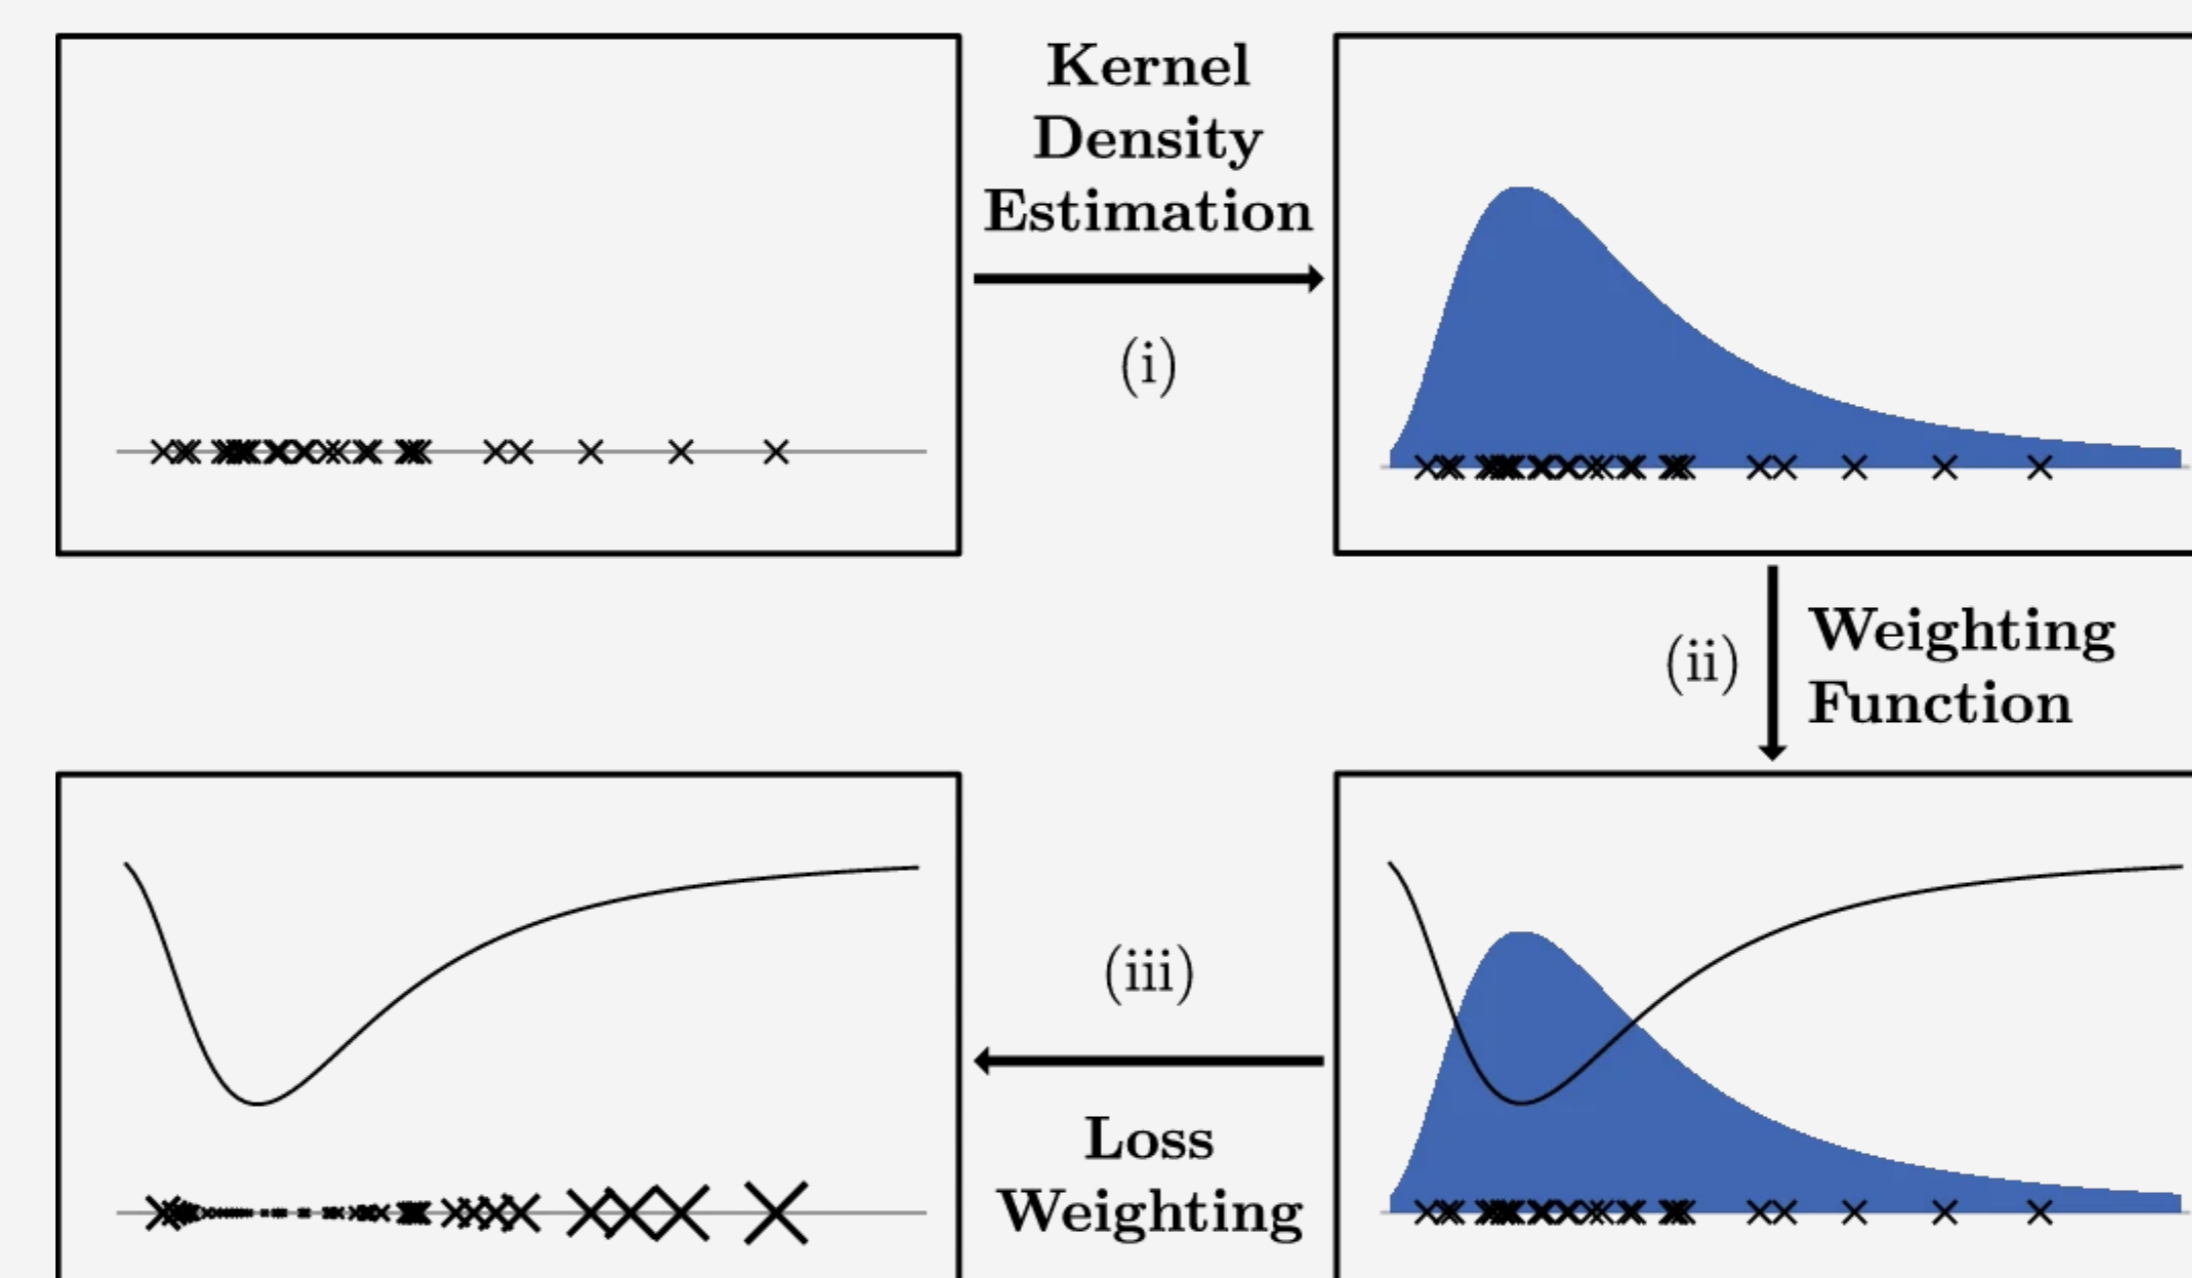 Kernel
Density
Estimation
(i)
(ii)
Weighting
Function
(iii)
Loss
Weighting